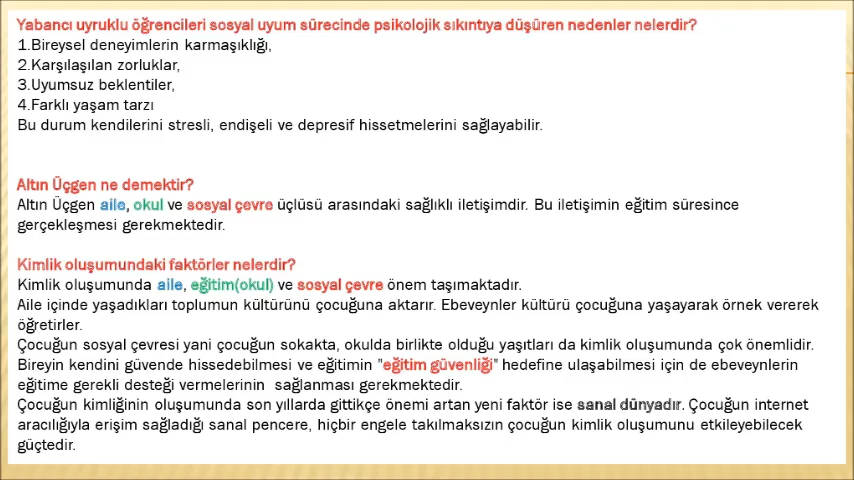 Yabancı uyruklu öğrencileri sosyal uyum sürecinde psikolojik sıkıntıya düşüren nedenler nelerdir?
1.Bireysel deneyimlerin karmaşıklığı,
2.Karşılaşılan zorluklar,
3.Uyumsuz beklentiler,
4.Farklı yaşam tarzı
Bu durum kendilerini stresli, endişeli ve depresif hissetmelerini sağlayabilir.
Altın Üçgen ne demektir?
Altın Üçgen aile, okul ve sosyal çevre üçlüsü arasındaki sağlıklı iletişimdir. Bu iletişimin eğitim süresince
gerçekleşmesi gerekmektedir.
Kimlik oluşumundaki faktörler nelerdir?
Kimlik oluşumunda aile, eğitim(okul) ve sosyal çevre önem taşımaktadır.
Aile içinde yaşadıkları toplumun kültürünü çocuğuna aktarır. Ebeveynler kültürü çocuğuna yaşayarak örnek vererek
öğretirler.
Çocuğun sosyal çevresi yani çocuğun sokakta, okulda birlikte olduğu yaşıtları da kimlik oluşumunda çok önemlidir.
Bireyin kendini güvende hissedebilmesi ve eğitimin "eğitim güvenliği" hedefine ulaşabilmesi için de ebeveynlerin
eğitime gerekli desteği vermelerinin sağlanması gerekmektedir.
Çocuğun kimliğinin oluşumunda son yıllarda gittikçe önemi artan yeni faktör ise sanal dünyadır. Çocuğun internet
aracılığıyla erişim sağladığı sanal pencere, hiçbir engele takılmaksızın çocuğun kimlik oluşumunu etkileyebilecek
güçtedir.